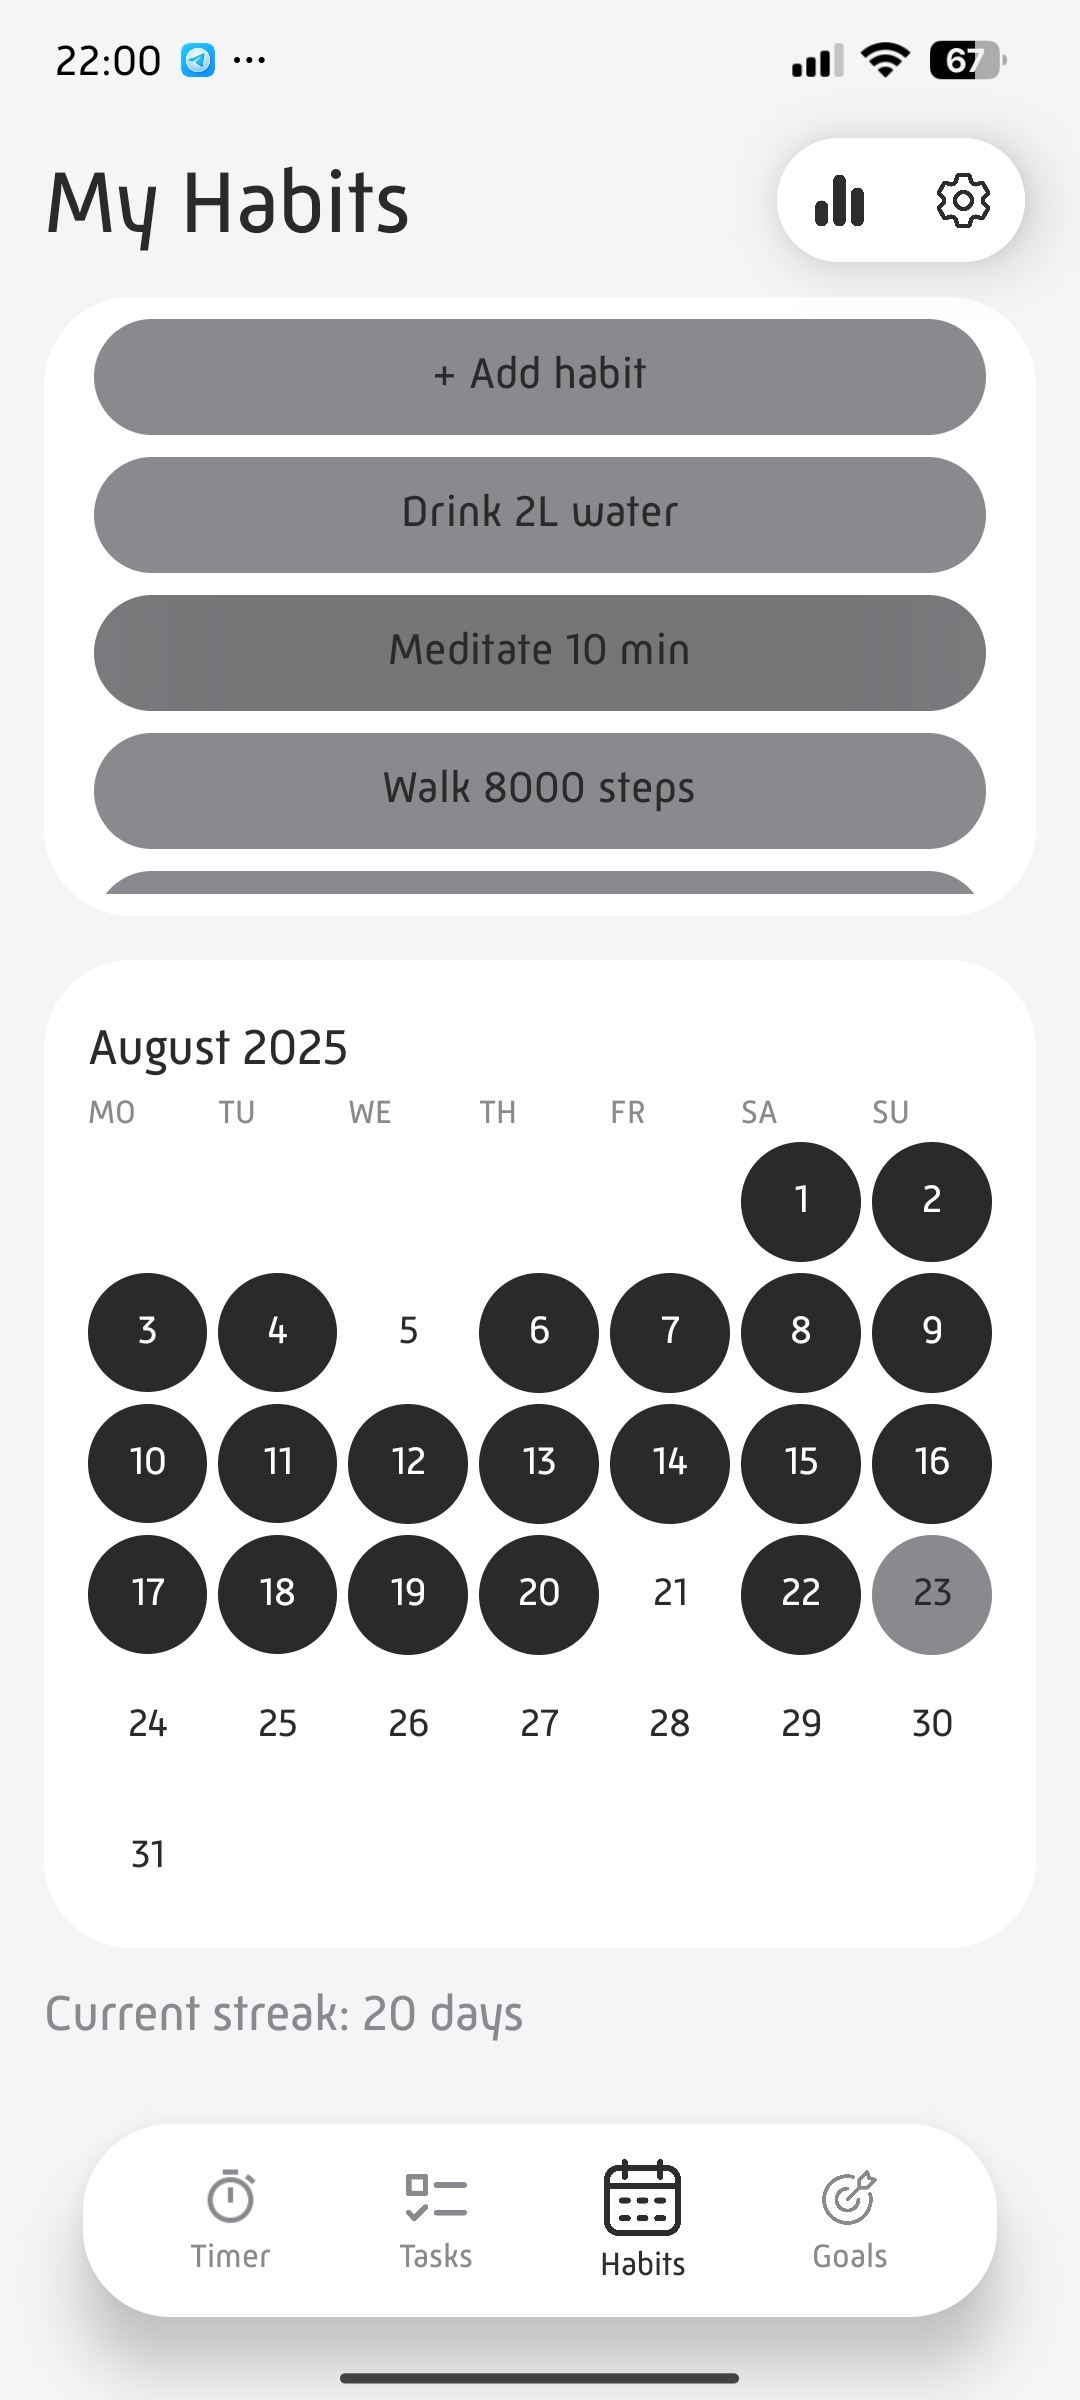 22:00 ... 67
My Habits
+ Add habit
Drink 2L water
Meditate 10 min
Walk 8000 steps
August 2025
MO TU WE TH FR SA SU
1 2
3 4 5 6 7 8 9
10 11 12 13 14 15 16
17 18 19 20 21 22 23
24 25 26 27 28 29 30
31
Current streak: 20 days
Timer Tasks Habits Goals